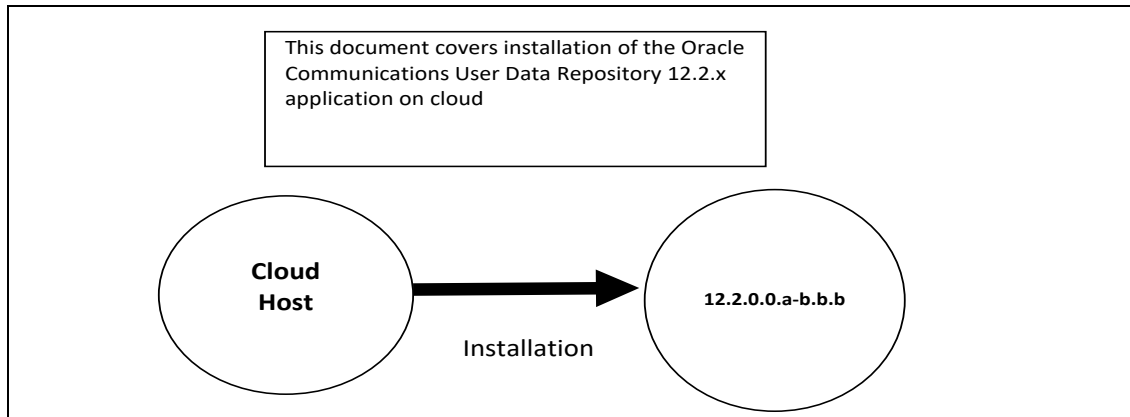 This document covers installation of the Oracle
Communications User Data Repository 12.2.x
application on cloud
Cloud
Host
12.2.0.0.a-b.b.b
Installation